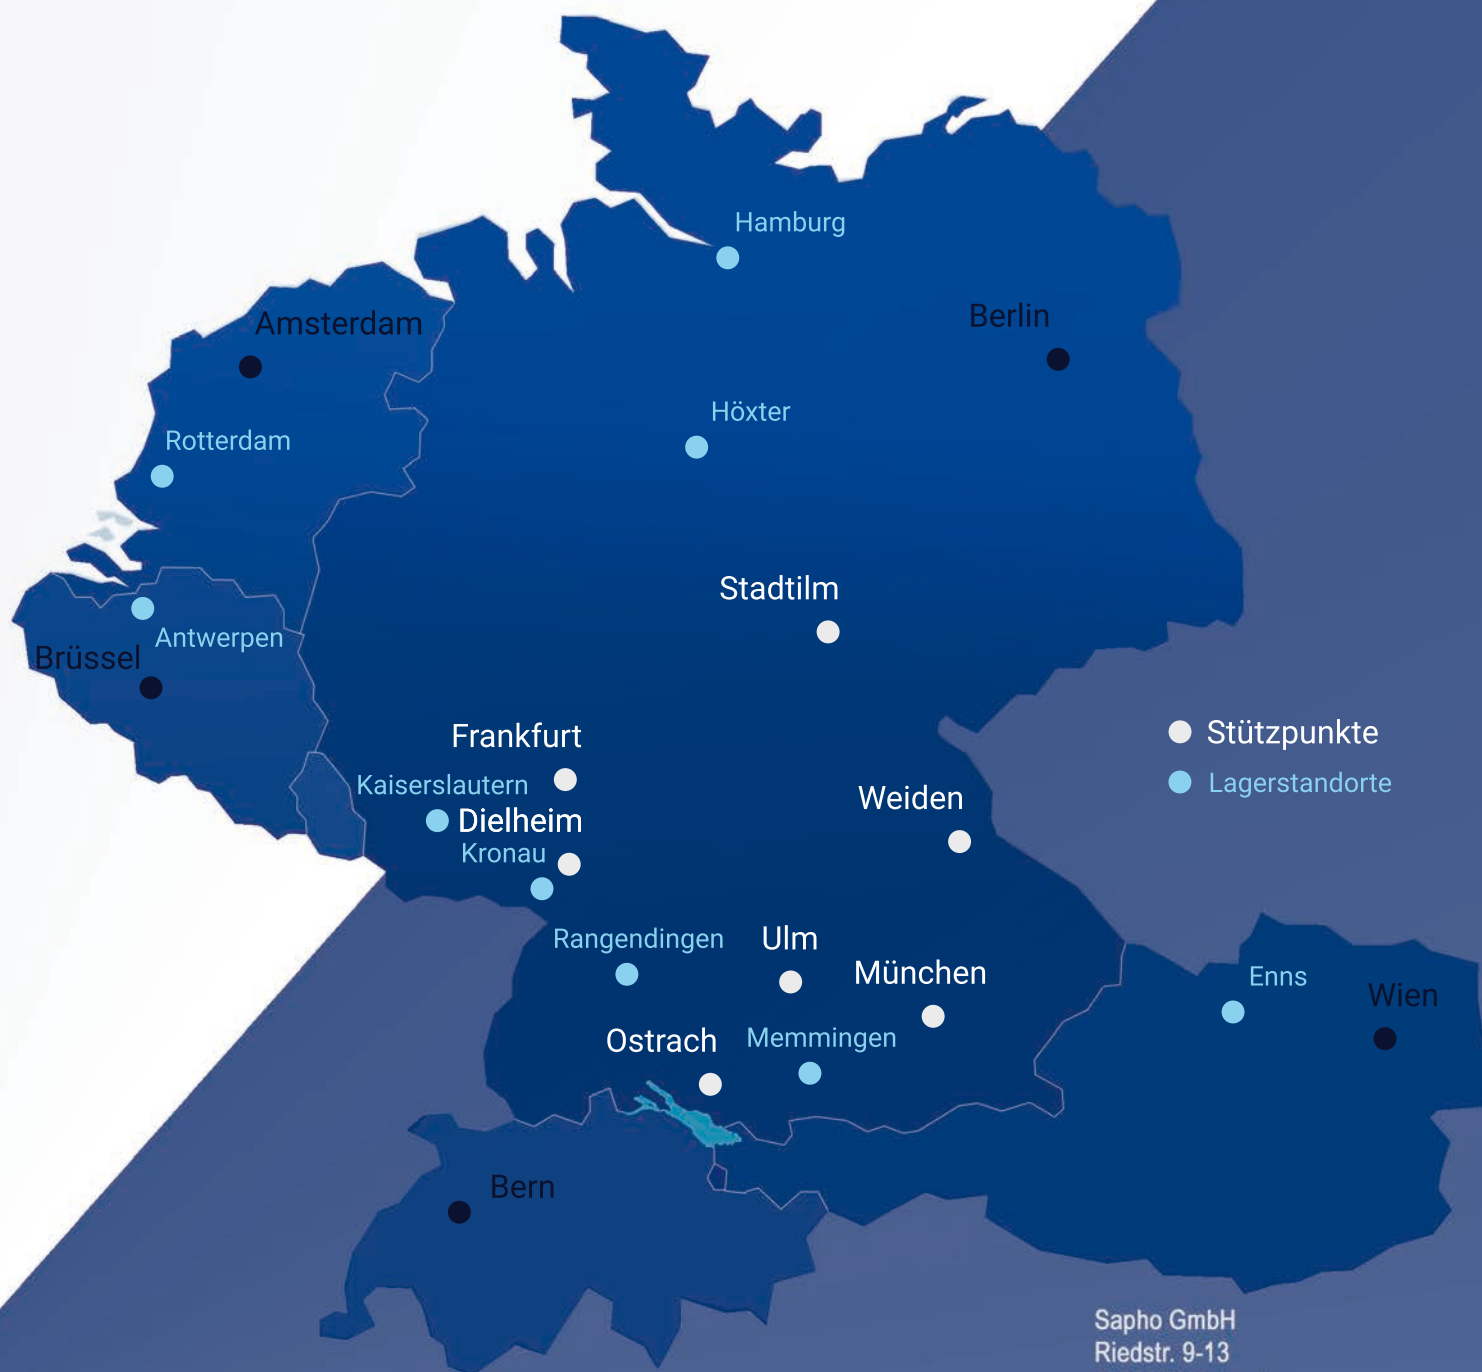 Hamburg
Amsterdam
Berlin
Höxter
Rotterdam
Stadtilm
Antwerpen
Brüssel
Frankfurt
Stützpunkte
Kaiserslautern
Lagerstandorte
Weiden
Dielheim
Kronau
Rangendingen
Ulm
München
Enns
Wien
Ostrach
Memmingen
Bern
Sapho GmbH
Riedstr. 9-13